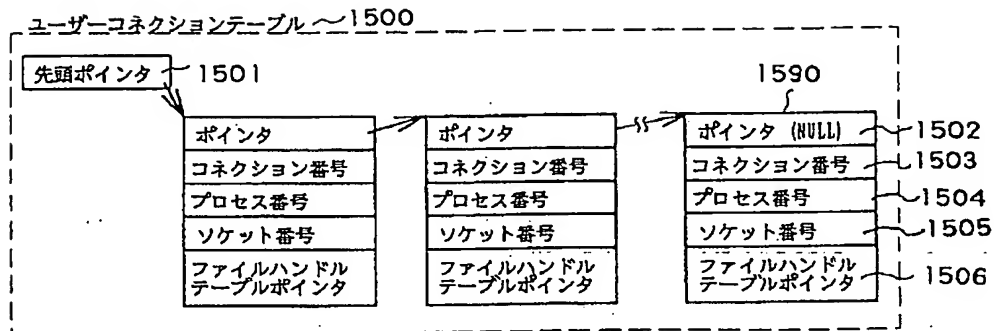 ユーザーコネクションテーブル 1500
先頭ポインタ 1501
1590
ポインタ
コネクション番号
プロセス番号
ソケット番号
ファイルハンドル
テーブルポインタ
ポインタ
コネクション番号
プロセス番号
ソケット番号
ファイルハンドル
テーブルポインタ
ポインタ (NULL) 1502
コネクション番号 1503
プロセス番号 1504
ソケット番号 1505
ファイルハンドル
テーブルポインタ 1506